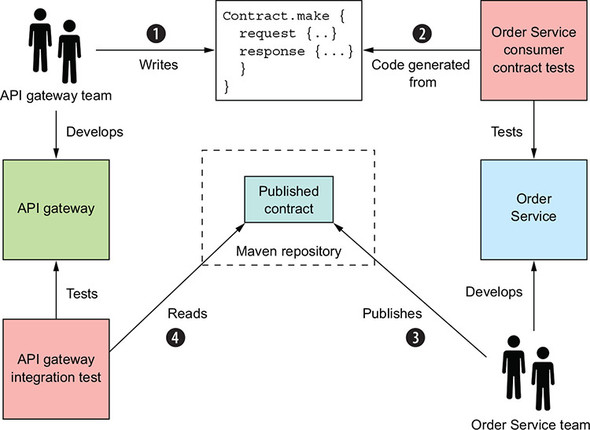 1
Writes
Contract.make {
request {..}
response {...}
}
}
2
Code generated
from
Order Service
consumer
contract tests
API gateway team
Develops
Tests
API gateway
Published
contract
Maven repository
Order
Service
Tests
Reads
4
Publishes
3
Develops
API gateway
integration test
Order Service team